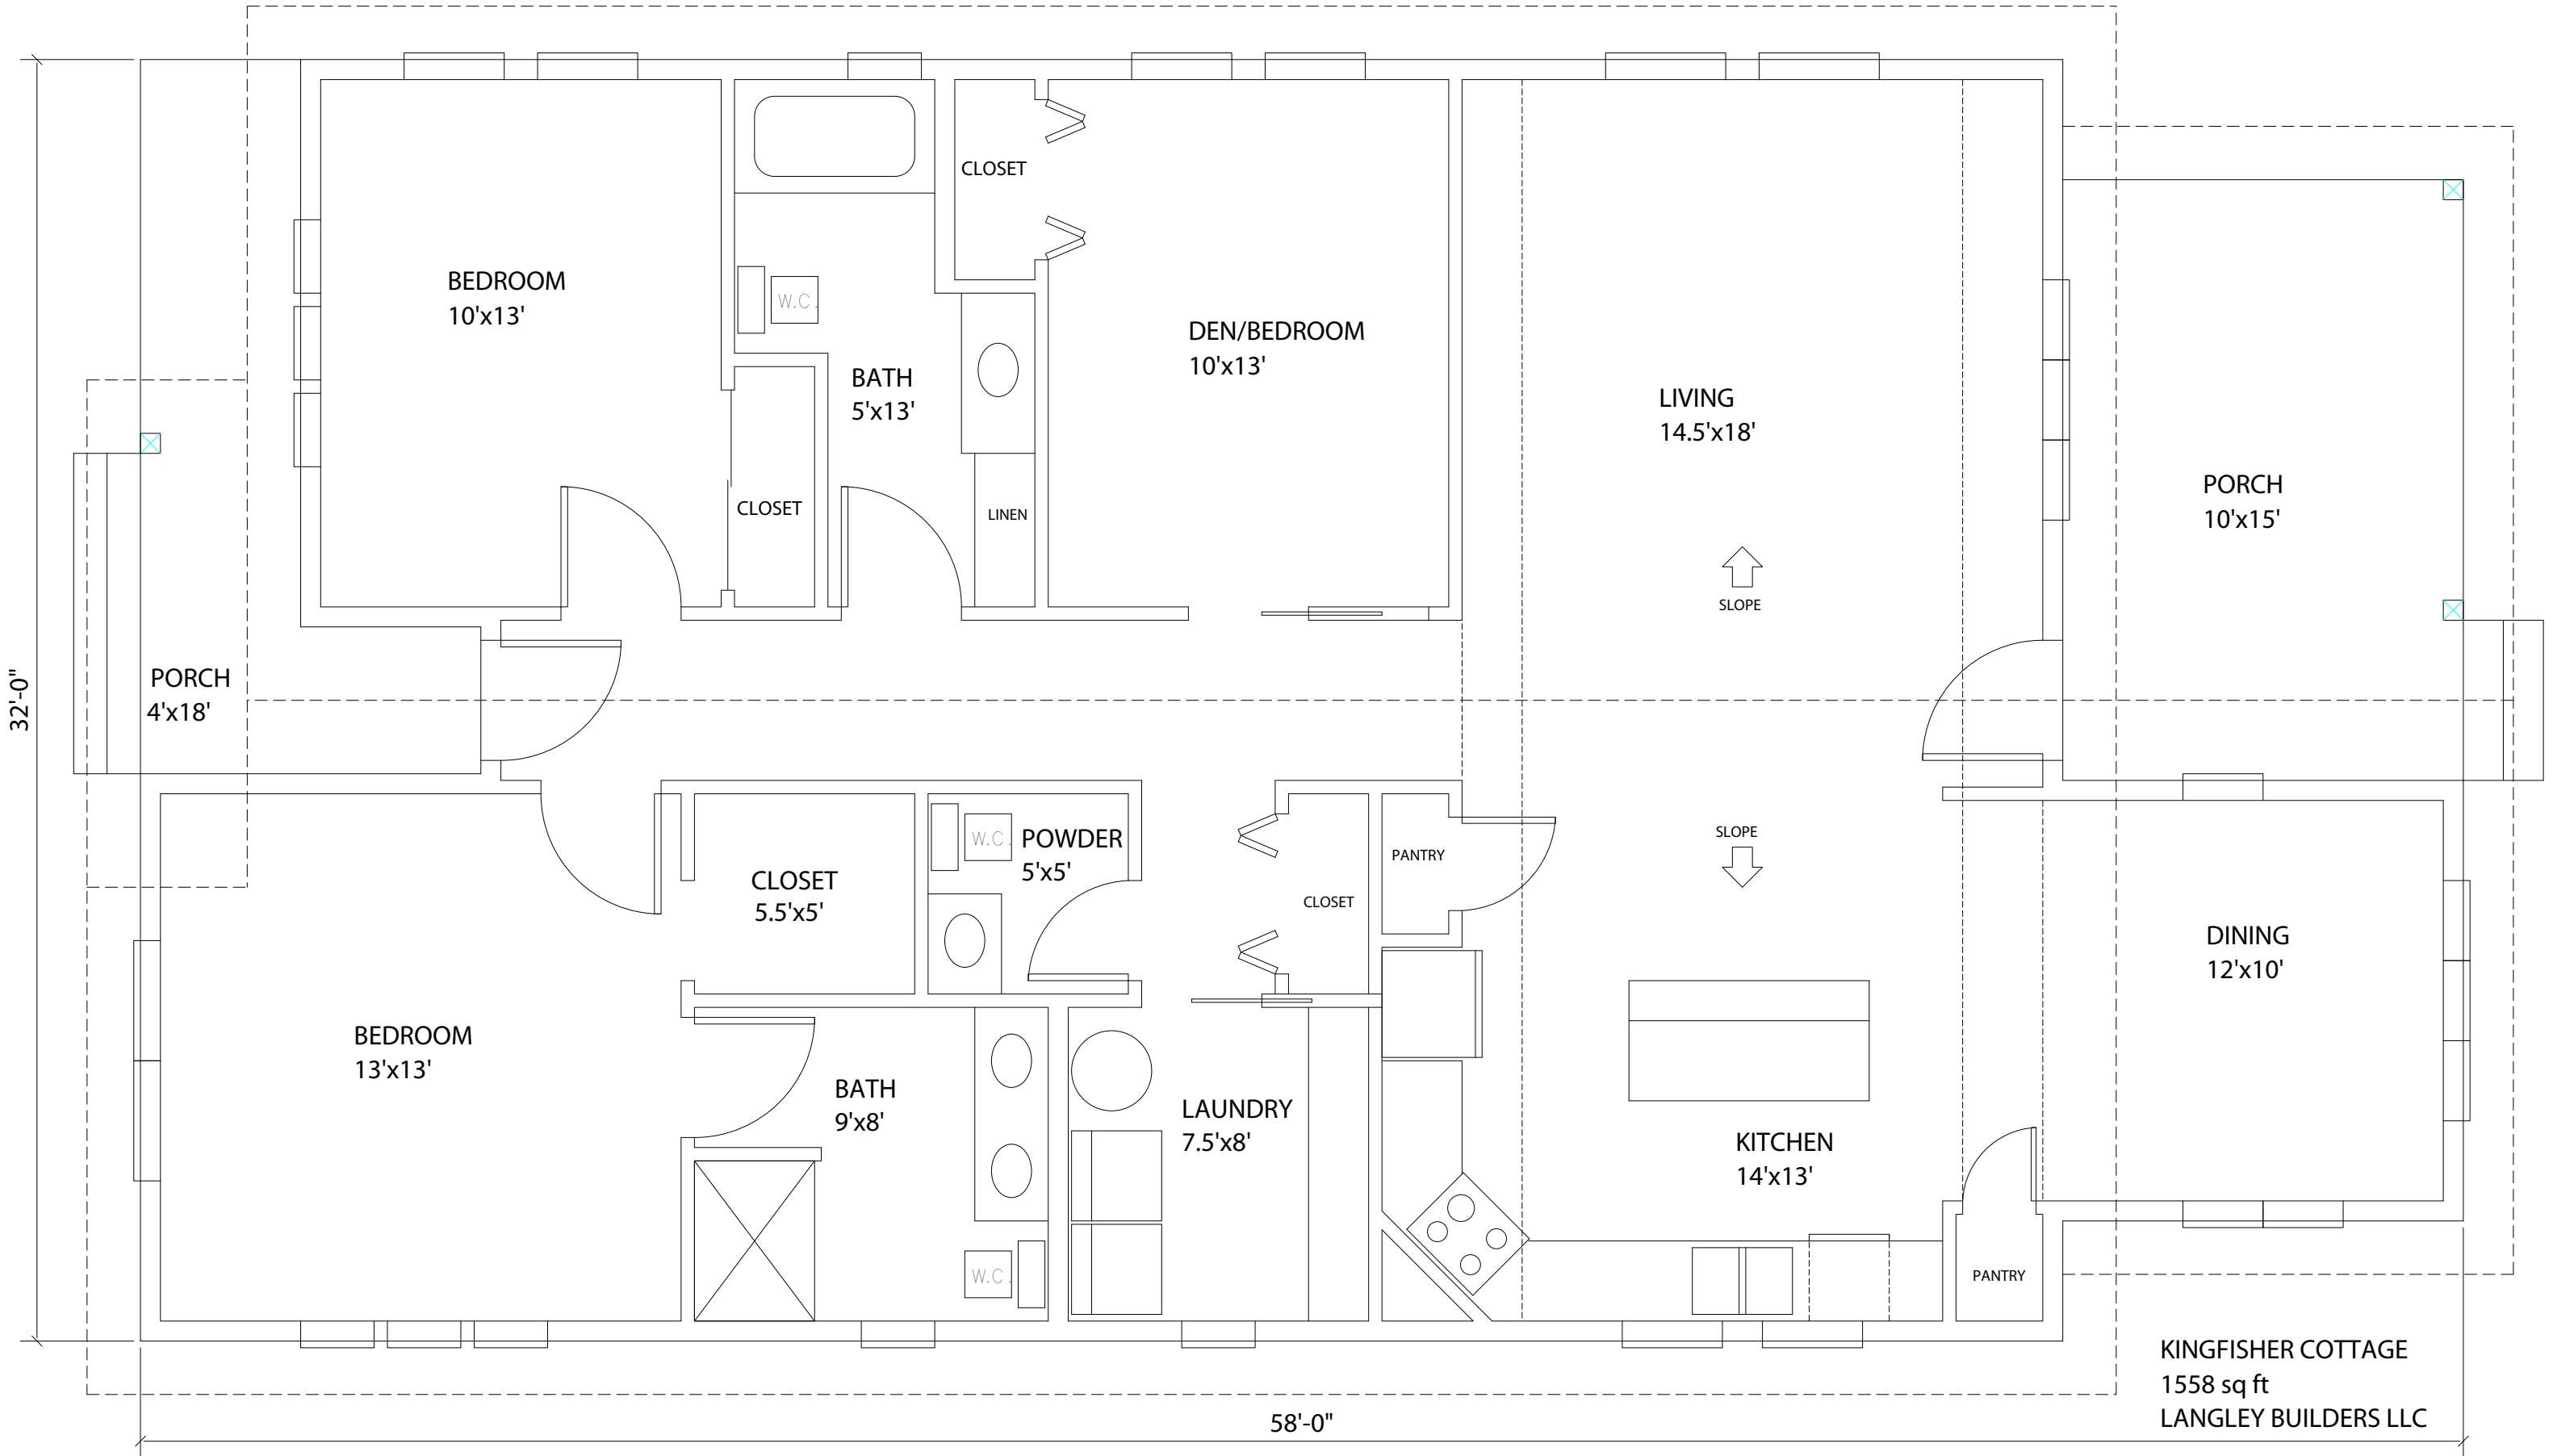 CLOSET
BEDROOM
10'x13'
W.C.
DEN/BEDROOM
10'x13'
BATH
5'x13'
LIVING
14.5'x18'
CLOSET
LINEN
PORCH
10'x15'
SLOPE
PORCH
4'x18'
32'-0"
SLOPE
W.C.
POWDER
5'x5'
PANTRY
CLOSET
5.5'x5'
CLOSET
DINING
12'x10'
BEDROOM
13'x13'
BATH
9'x8'
LAUNDRY
7.5'x8'
KITCHEN
14'x13'
W.C.
PANTRY
KINGFISHER COTTAGE
1558 sq ft
LANGLEY BUILDERS LLC
58'-0"